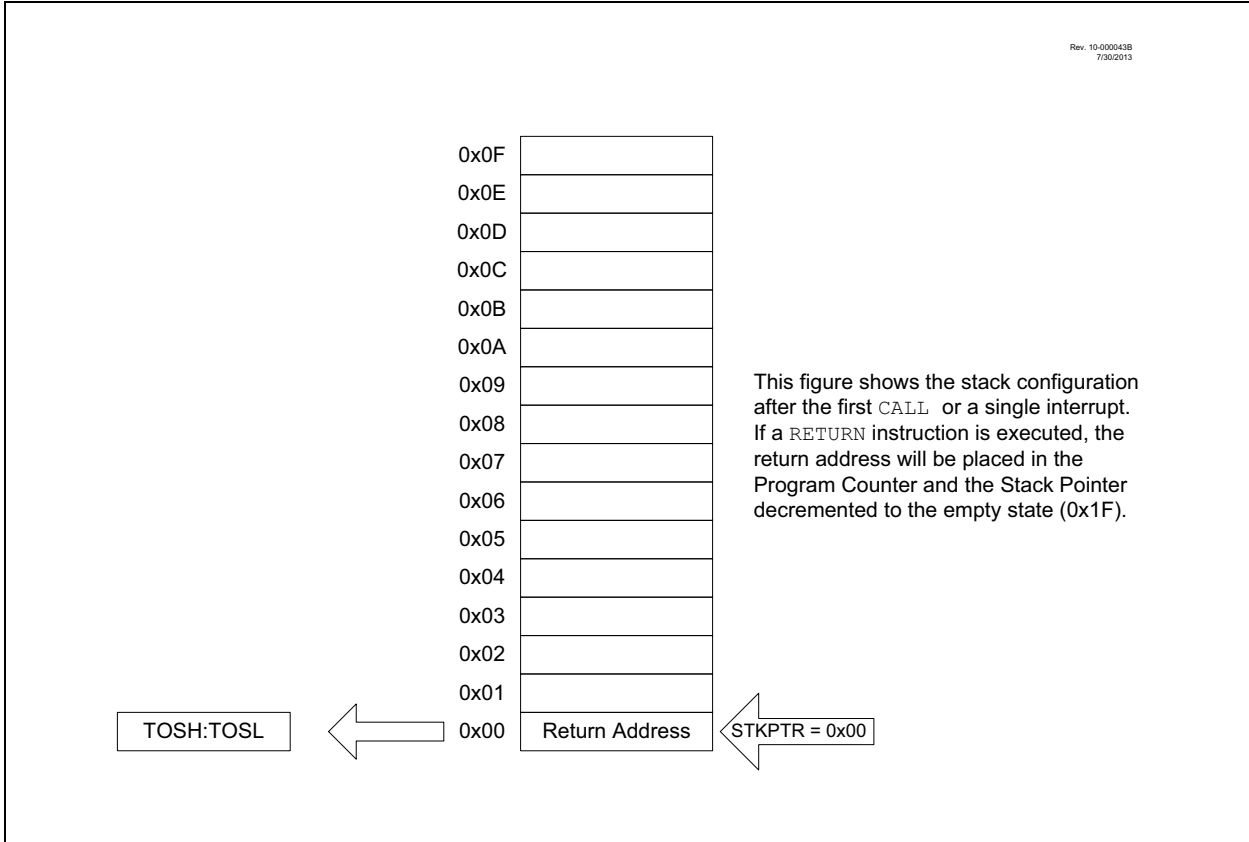 Rev. 10-000043B
7/30/2013
0x0F
0x0E
0x0D
0x0C
0x0B
0x0A
0x09
0x08
0x07
0x06
0x05
0x04
0x03
0x02
0x01
0x00
This figure shows the stack configuration
after the first CALL or a single interrupt.
If a RETURN instruction is executed, the
return address will be placed in the
Program Counter and the Stack Pointer
decremented to the empty state (0x1F).
TOSH:TOSL
Return Address
STKPTR = 0x00